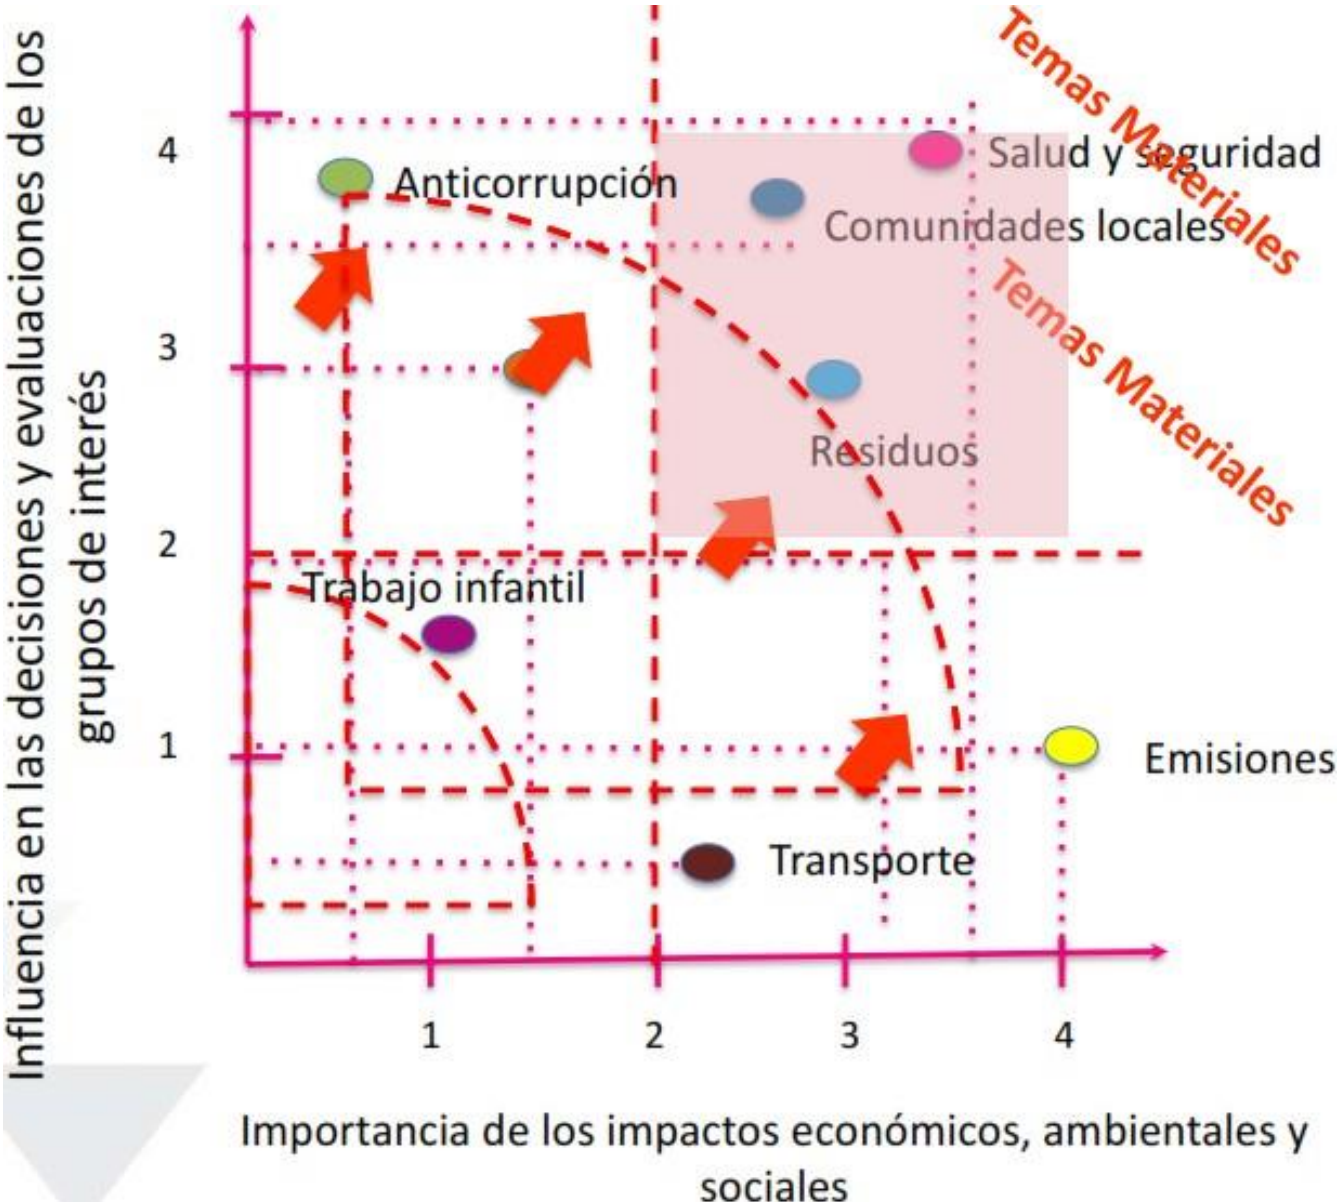 Influencia en las decisiones y evaluaciones de los
grupos de interés
Temas Materiales
Temas Materiales
4
3
2
1
Anticorrupción
Salud y seguridad
Comunidades locales
Residuos
Trabajo infantil
Emisiones
Transporte
1
2
3
4
Importancia de los impactos económicos, ambientales y
sociales